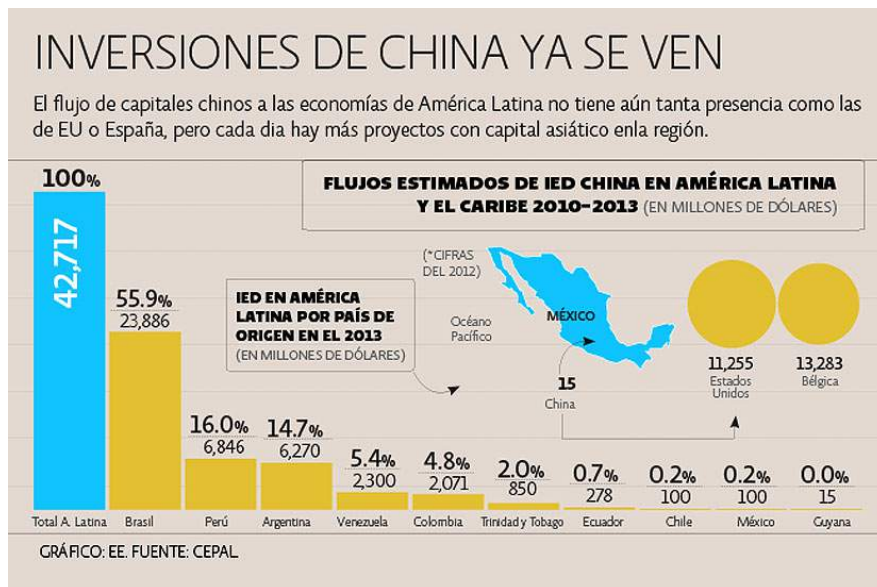 INVERSIONES DE CHINA YA SE VEN
El flujo de capitales chinos a las economías de América Latina no tiene aún tanta presencia como las
de EU o España, pero cada dia hay más proyectos con capital asiático enla región.
FLUJOS ESTIMADOS DE IED CHINA EN AMÉRICA LATINA
Y EL CARIBE 2010-2013 (EN MILLONES DE DÓLARES)
100%
42,717
Total A. Latina
55.9%
23,886
Brasil
16.0%
6,846
Perú
14.7%
6,270
Argentina
5.4%
2,300
Venezuela
4.8%
2,071
Colombia
2.0%
850
Trinidad y Tobago
0.7%
278
Ecuador
0.2%
100
Chile
0.2%
100
México
0.0%
15
Guyana
IED EN AMÉRICA
LATINA POR PAÍS DE
ORIGEN EN EL 2013
(EN MILLONES DE DÓLARES)
(*CIFRAS
DEL 2012)
Océano
Pacífico
MÉXICO
15
China
11,255
Estados
Unidos
13,283
Bélgica
GRÁFICO: EE. FUENTE: CEPAL